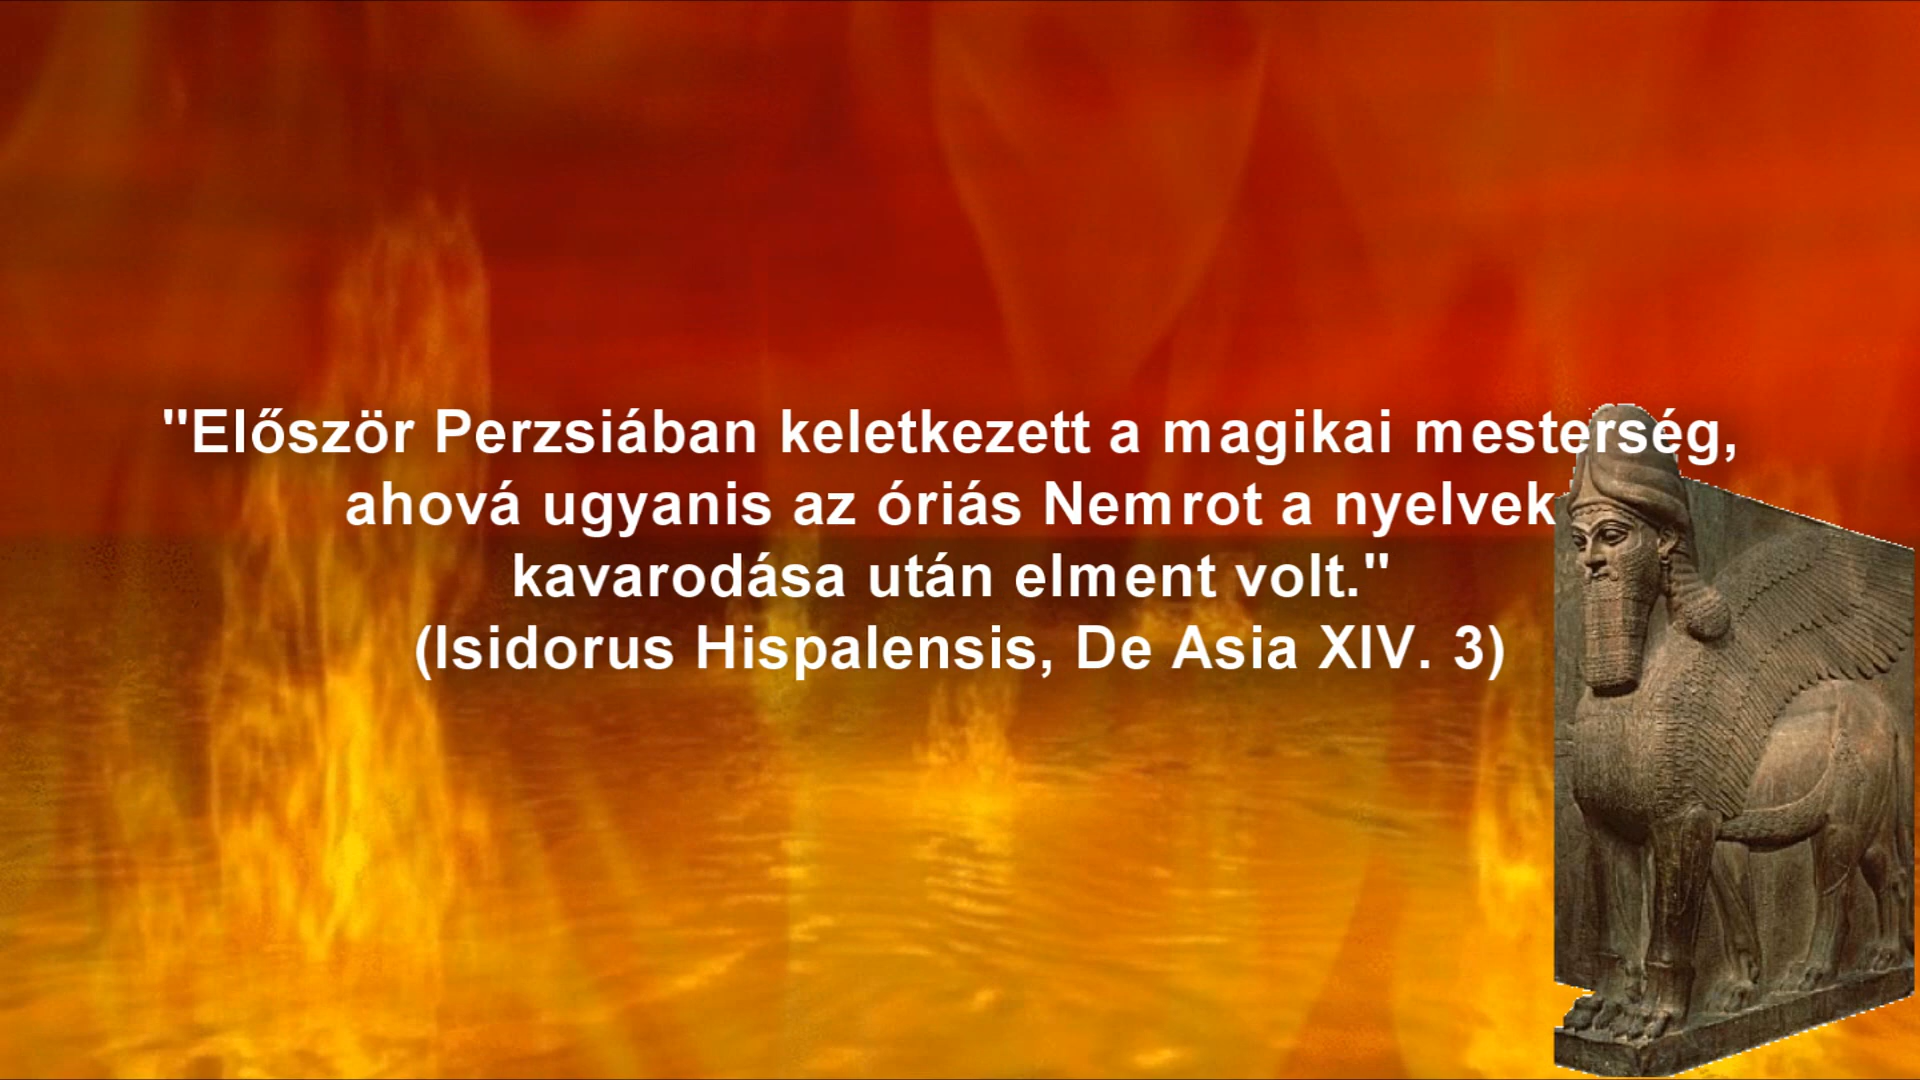 "Először Perzsiában keletkezett a magikai mesterség,
ahová ugyanis az óriás Nemrot a nyelvek
kavarodása után elment volt."
(Isidorus Hispalensis, De Asia XIV. 3)